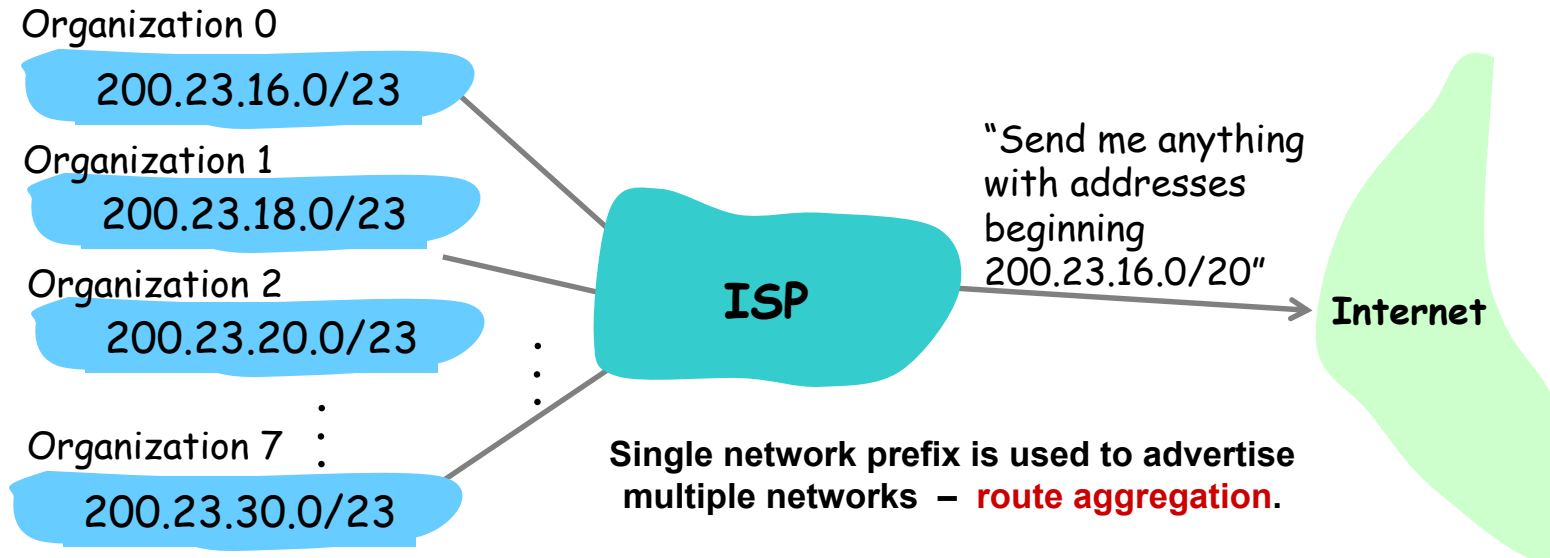 Organization 0
200.23.16.0/23
Organization 1
200.23.18.0/23
Organization 2
200.23.20.0/23
Organization 7
200.23.30.0/23
ISP
“Send me anything
with addresses
beginning
200.23.16.0/20”
Internet
Single network prefix is used to advertise
multiple networks – route aggregation.